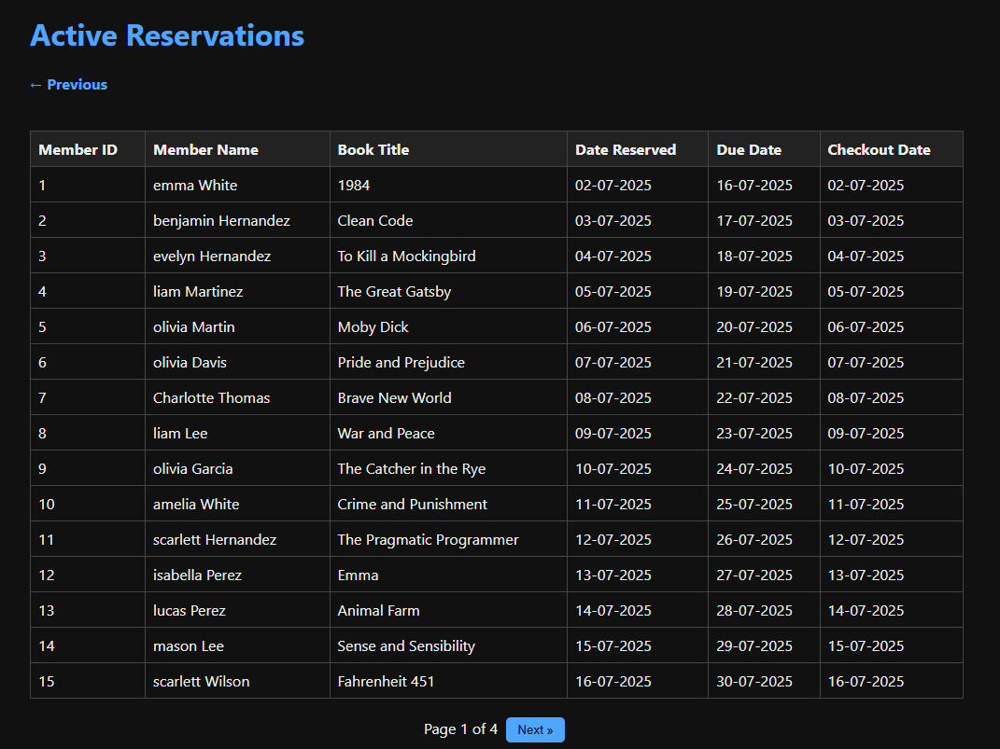 Active Reservations
← Previous
Member ID Member Name Book Title Date Reserved Due Date Checkout Date
1 emma White 1984 02-07-2025 16-07-2025 02-07-2025
2 benjamin Hernandez Clean Code 03-07-2025 17-07-2025 03-07-2025
3 evelyn Hernandez To Kill a Mockingbird 04-07-2025 18-07-2025 04-07-2025
4 liam Martinez The Great Gatsby 05-07-2025 19-07-2025 05-07-2025
5 olivia Martin Moby Dick 06-07-2025 20-07-2025 06-07-2025
6 olivia Davis Pride and Prejudice 07-07-2025 21-07-2025 07-07-2025
7 Charlotte Thomas Brave New World 08-07-2025 22-07-2025 08-07-2025
8 liam Lee War and Peace 09-07-2025 23-07-2025 09-07-2025
9 olivia Garcia The Catcher in the Rye 10-07-2025 24-07-2025 10-07-2025
10 amelia White Crime and Punishment 11-07-2025 25-07-2025 11-07-2025
11 scarlett Hernandez The Pragmatic Programmer 12-07-2025 26-07-2025 12-07-2025
12 isabella Perez Emma 13-07-2025 27-07-2025 13-07-2025
13 lucas Perez Animal Farm 14-07-2025 28-07-2025 14-07-2025
14 mason Lee Sense and Sensibility 15-07-2025 29-07-2025 15-07-2025
15 scarlett Wilson Fahrenheit 451 16-07-2025 30-07-2025 16-07-2025
Page 1 of 4 Next »